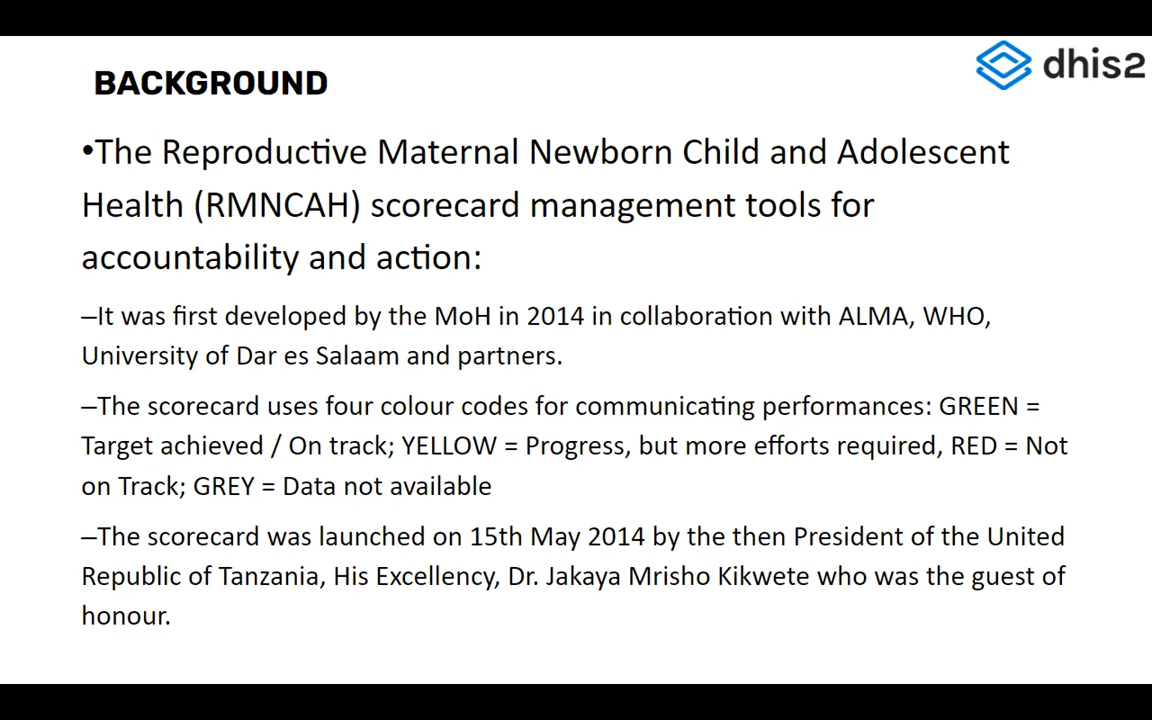 dhis2
BACKGROUND
•The Reproductive Maternal Newborn Child and Adolescent
Health (RMNCAH) scorecard management tools for
accountability and action:
–It was first developed by the MoH in 2014 in collaboration with ALMA, WHO,
University of Dar es Salaam and partners.
–The scorecard uses four colour codes for communicating performances: GREEN =
Target achieved / On track; YELLOW = Progress, but more efforts required, RED = Not
on Track; GREY = Data not available
–The scorecard was launched on 15th May 2014 by the then President of the United
Republic of Tanzania, His Excellency, Dr. Jakaya Mrisho Kikwete who was the guest of
honour.